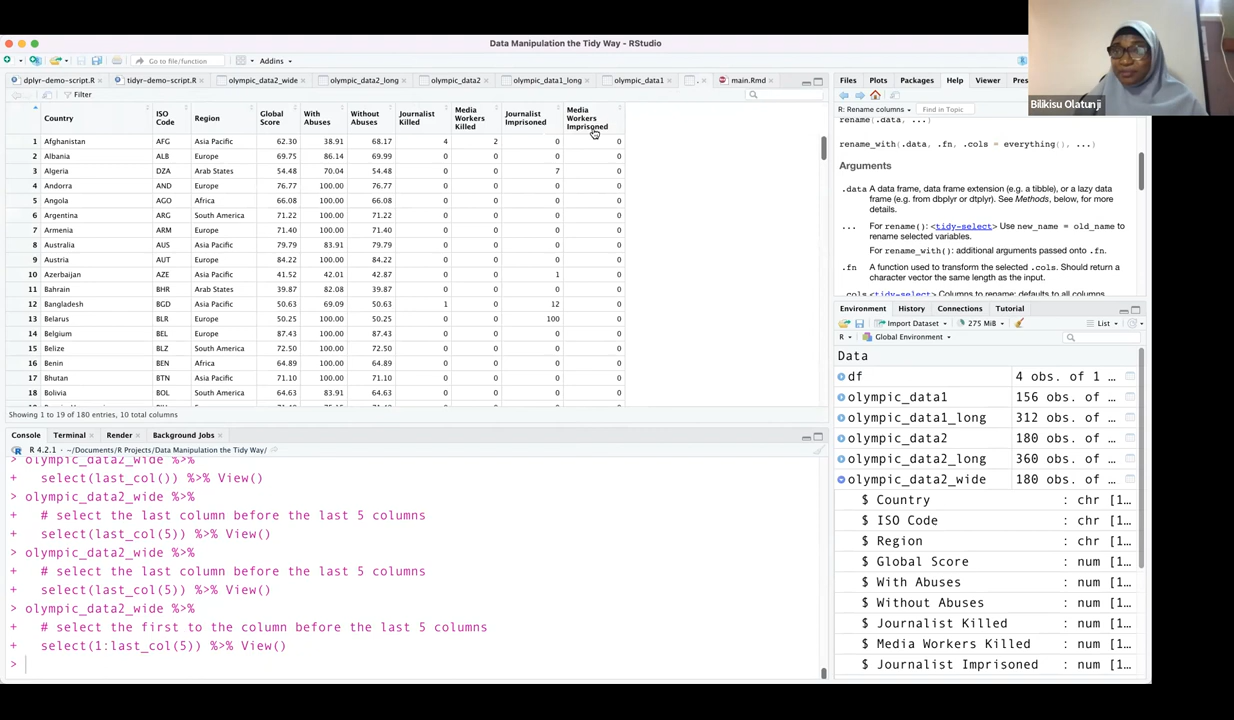 Data Manipulation the Tidy Way - RStudio
Go to file/function
Addins
Bilikisu Olatunji
dplyr-demo-script.R
tidyr-demo-script.R
olympic_data2_wide
olympic_data2_long
olympic_data2
olympic_data1_long
olympic_data1
.
main.Rmd
Files Plots Packages Help Viewer Pres
Filter
R: Rename columns
Find in Topic
Country ISO Code Region Global Score With Abuses Without Abuses Journalist Killed Media Workers Killed Journalist Imprisoned Media Workers Imprisoned
1 Afghanistan AFG Asia Pacific 62.30 38.91 68.17 4 2 0 0
2 Albania ALB Europe 69.75 86.14 69.99 0 0 0 0
3 Algeria DZA Arab States 54.48 70.04 54.48 0 0 7 0
4 Andorra AND Europe 76.77 100.00 76.77 0 0 0 0
5 Angola AGO Africa 66.08 100.00 66.08 0 0 0 0
6 Argentina ARG South America 71.22 100.00 71.22 0 0 0 0
7 Armenia ARM Europe 71.40 100.00 71.40 0 0 0 0
8 Australia AUS Asia Pacific 79.79 83.91 79.79 0 0 0 0
9 Austria AUT Europe 84.22 100.00 84.22 0 0 0 0
10 Azerbaijan AZE Asia Pacific 41.52 42.01 42.87 0 0 1 0
11 Bahrain BHR Arab States 39.87 82.08 39.87 0 0 0 0
12 Bangladesh BGD Asia Pacific 50.63 69.09 50.63 1 0 12 0
13 Belarus BLR Europe 50.25 100.00 50.25 0 0 100 0
14 Belgium BEL Europe 87.43 100.00 87.43 0 0 0 0
15 Belize BLZ South America 72.50 100.00 72.50 0 0 0 0
16 Benin BEN Africa 64.89 100.00 64.89 0 0 0 0
17 Bhutan BTN Asia Pacific 71.10 100.00 71.10 0 0 0 0
18 Bolivia BOL South America 64.63 83.91 64.63 0 0 0 0
Showing 1 to 19 of 180 entries, 10 total columns
rename(.data, ...)
rename_with(.data, .fn, .cols = everything(), ...)
Arguments
.data A data frame, data frame extension (e.g. a tibble), or a lazy data
frame (e.g. from dbplyr or dtplyr). See Methods, below, for more
details.
... For rename(): <tidy-select> Use new_name = old_name to
rename selected variables.
For rename_with(): additional arguments passed onto .fn.
.fn A function used to transform the selected .cols. Should return a
character vector the same length as the input.
.cols <tidy-select> Columns to rename; defaults to all columns.
Console Terminal Render Background Jobs
R 4.2.1 · ~/Documents/R Projects/Data Manipulation the Tidy Way/
> olympic_data2_wide %>%
+ select(last_col()) %>% View()
> olympic_data2_wide %>%
+ # select the last column before the last 5 columns
+ select(last_col(5)) %>% View()
> olympic_data2_wide %>%
+ # select the last column before the last 5 columns
+ select(last_col(5)) %>% View()
> olympic_data2_wide %>%
+ # select the first to the column before the last 5 columns
+ select(1:last_col(5)) %>% View()
>
Environment History Connections Tutorial
Import Dataset 275 MiB List
R Global Environment
Data
df 4 obs. of 1 …
olympic_data1 156 obs. of …
olympic_data1_long 312 obs. of …
olympic_data2 180 obs. of …
olympic_data2_long 360 obs. of …
olympic_data2_wide 180 obs. of …
$ Country : chr [1…
$ ISO Code : chr [1…
$ Region : chr [1…
$ Global Score : num [1…
$ With Abuses : num [1…
$ Without Abuses : num [1…
$ Journalist Killed : num [1…
$ Media Workers Killed : num [1…
$ Journalist Imprisoned : num [1…